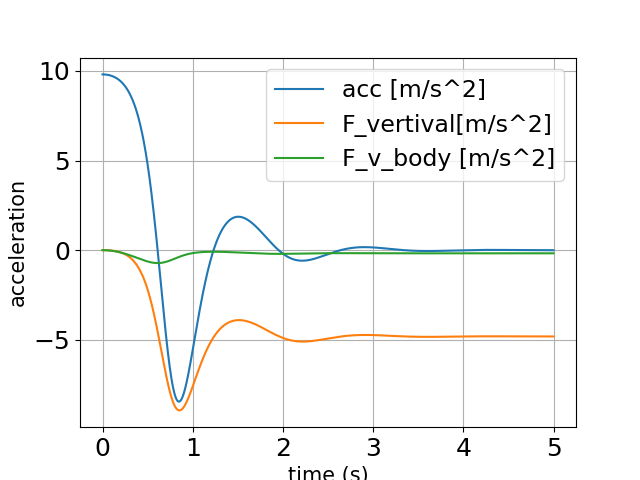 acc [m/s^2]
F_vertival[m/s^2]
F_v_body [m/s^2]
acceleration
10
5
0
−5
0 1 2 3 4 5
time (s)